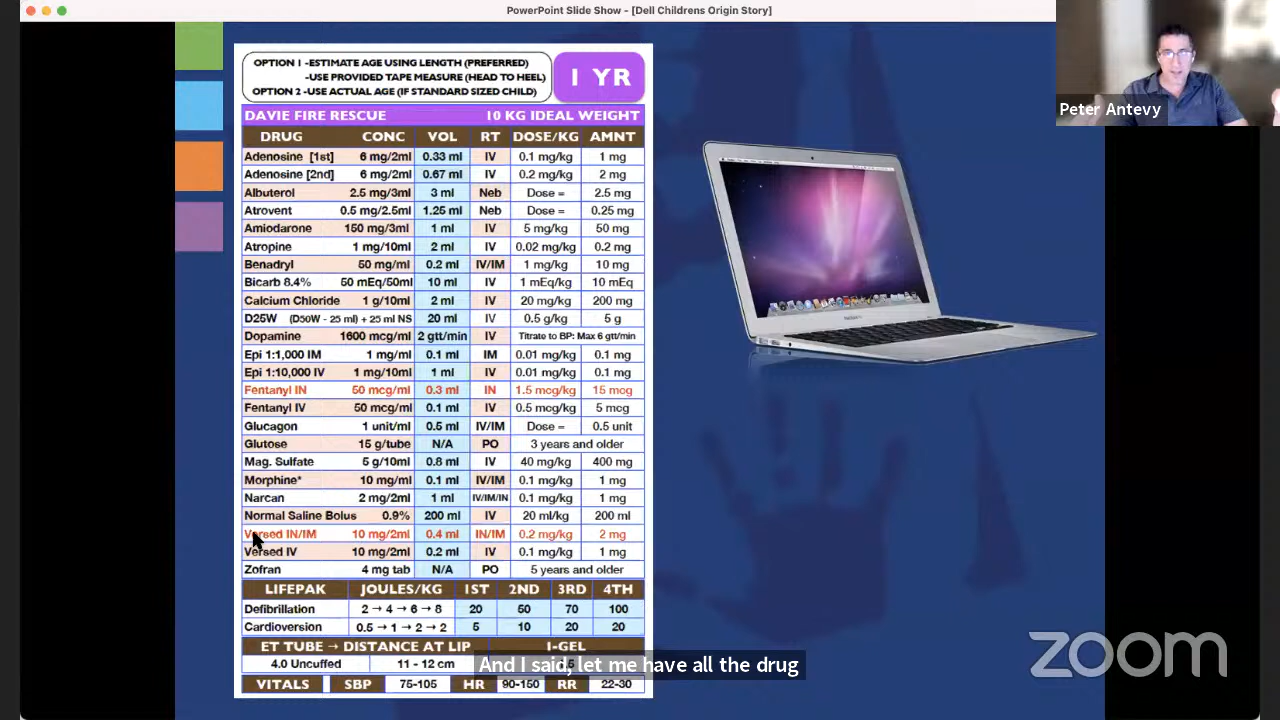 PowerPoint Slide Show - [Dell Childrens Origin Story]
Peter Antevy
OPTION 1 -ESTIMATE AGE USING LENGTH (PREFERRED)
-USE PROVIDED TAPE MEASURE (HEAD TO HEEL)
OPTION 2 -USE ACTUAL AGE (IF STANDARD SIZED CHILD)
1 YR
DAVIE FIRE RESCUE 10 KG IDEAL WEIGHT
DRUG CONC VOL RT DOSE/KG AMNT
Adenosine [1st] 6 mg/2ml 0.33 ml IV 0.1 mg/kg 1 mg
Adenosine [2nd] 6 mg/2ml 0.67 ml IV 0.2 mg/kg 2 mg
Albuterol 2.5 mg/3ml 3 ml Neb Dose = 2.5 mg
Atrovent 0.5 mg/2.5ml 1.25 ml Neb Dose = 0.25 mg
Amiodarone 150 mg/3ml 1 ml IV 5 mg/kg 50 mg
Atropine 1 mg/10ml 2 ml IV 0.02 mg/kg 0.2 mg
Benadryl 50 mg/ml 0.2 ml IV/IM 1 mg/kg 10 mg
Bicarb 8.4% 50 mEq/50ml 10 ml IV 1 mEq/kg 10 mEq
Calcium Chloride 1 g/10ml 2 ml IV 20 mg/kg 200 mg
D25W (D50W - 25 ml) + 25 ml NS 20 ml IV 0.5 g/kg 5 g
Dopamine 1600 mcg/ml 2 gtt/min IV Titrate to BP: Max 6 gtt/min
Epi 1:1,000 IM 1 mg/ml 0.1 ml IM 0.01 mg/kg 0.1 mg
Epi 1:10,000 IV 1 mg/10ml 1 ml IV 0.01 mg/kg 0.1 mg
Fentanyl IN 50 mcg/ml 0.3 ml IN 1.5 mcg/kg 15 mcg
Fentanyl IV 50 mcg/ml 0.1 ml IV 0.5 mcg/kg 5 mcg
Glucagon 1 unit/ml 0.5 ml IV/IM Dose = 0.5 unit
Glutose 15 g/tube N/A PO 3 years and older
Mag. Sulfate 5 g/10ml 0.8 ml IV 40 mg/kg 400 mg
Morphine* 10 mg/ml 0.1 ml IV/IM 0.1 mg/kg 1 mg
Narcan 2 mg/2ml 1 ml IV/IM/IN 0.1 mg/kg 1 mg
Normal Saline Bolus 0.9% 200 ml IV 20 ml/kg 200 ml
Versed IN/IM 10 mg/2ml 0.4 ml IN/IM 0.2 mg/kg 2 mg
Versed IV 10 mg/2ml 0.2 ml IV 0.1 mg/kg 1 mg
Zofran 4 mg tab N/A PO 5 years and older
LIFEPAK JOULES/KG 1ST 2ND 3RD 4TH
Defibrillation 2 → 4 → 6 → 8 20 50 70 100
Cardioversion 0.5 → 1 → 2 → 2 5 10 20 20
ET TUBE → DISTANCE AT LIP I-GEL
4.0 Uncuffed 11 - 12 cm
And I said, let me have all the drug
VITALS SBP 75-105 HR 90-150 RR 22-30
zoom